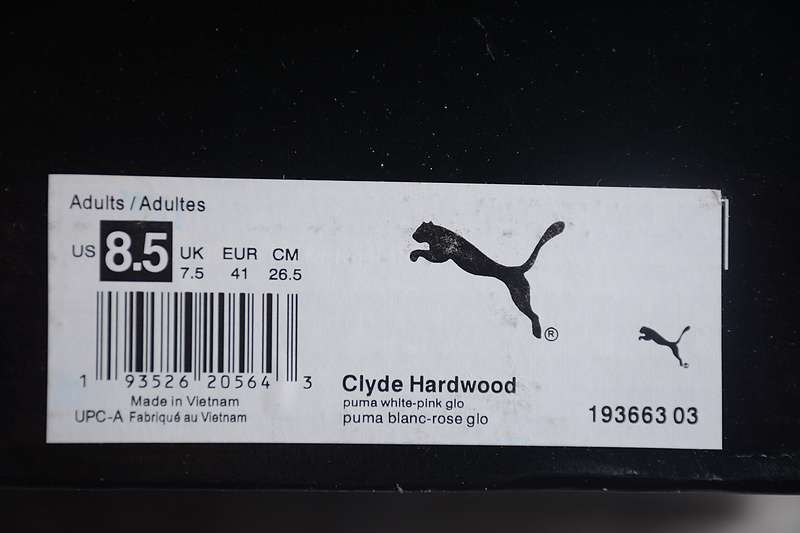 Adults / Adultes
US 8.5 UK 7.5 EUR 41 CM 26.5
1 93526 20564 3
Made in Vietnam
UPC-A Fabriqué au Vietnam
®
Clyde Hardwood
puma white-pink glo
puma blanc-rose glo
193663 03